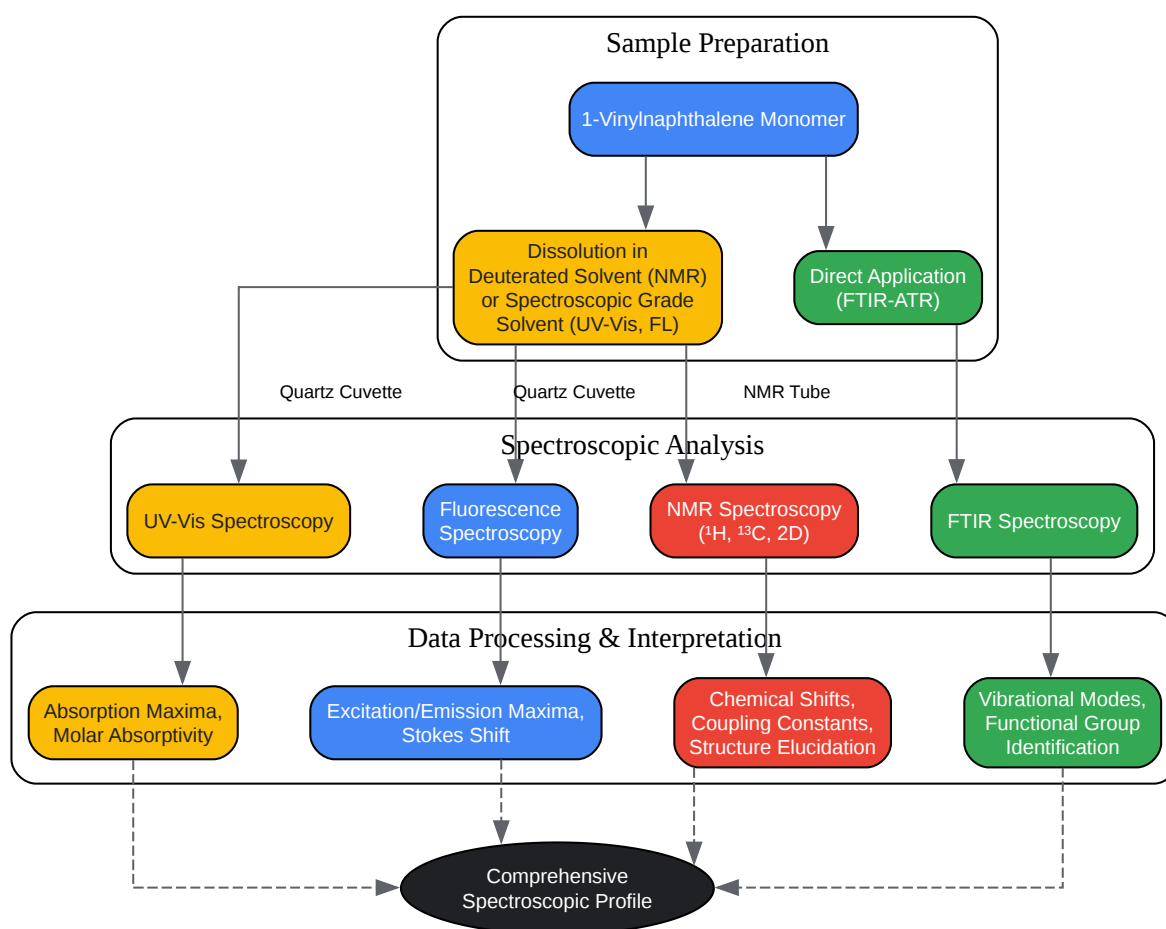 Sample Preparation
1-Vinylnaphthalene Monomer
Dissolution in
Deuterated Solvent (NMR)
or Spectroscopic Grade
Solvent (UV-Vis, FL)
Direct Application
(FTIR-ATR)
Quartz Cuvette
Quartz Cuvette
NMR Tube
Spectroscopic Analysis
UV-Vis Spectroscopy
Fluorescence
Spectroscopy
NMR Spectroscopy
(¹H, ¹³C, 2D)
FTIR Spectroscopy
Data Processing & Interpretation
Absorption Maxima,
Molar Absorptivity
Excitation/Emission Maxima,
Stokes Shift
Chemical Shifts,
Coupling Constants,
Structure Elucidation
Vibrational Modes,
Functional Group
Identification
Comprehensive
Spectroscopic Profile